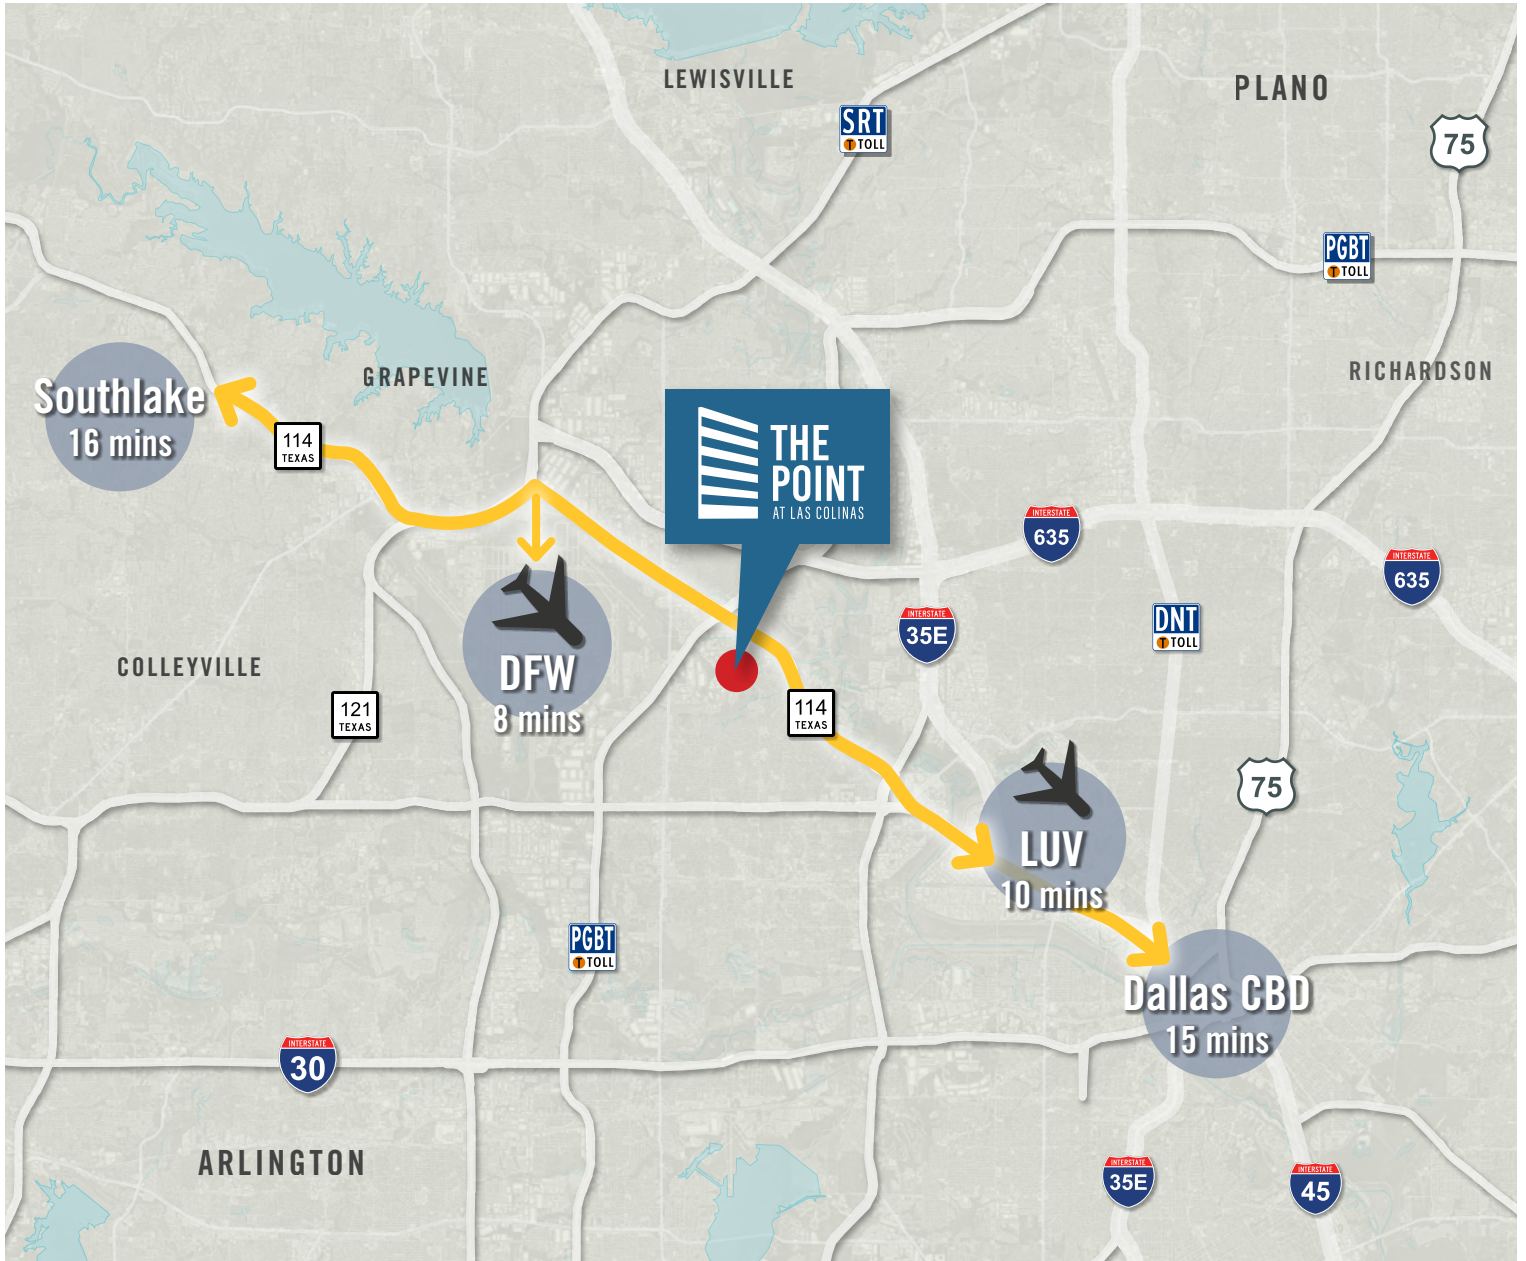 LEWISVILLE
PLANO
SRT
T TOLL
75
PGBT
T TOLL
GRAPEVINE
RICHARDSON
Southlake
16 mins
114
TEXAS
THE
POINT
AT LAS COLINAS
INTERSTATE
635
INTERSTATE
635
INTERSTATE
35E
DNT
T TOLL
COLLEYVILLE
DFW
8 mins
121
TEXAS
114
TEXAS
75
LUV
10 mins
PGBT
T TOLL
Dallas CBD
15 mins
INTERSTATE
30
ARLINGTON
INTERSTATE
35E
INTERSTATE
45